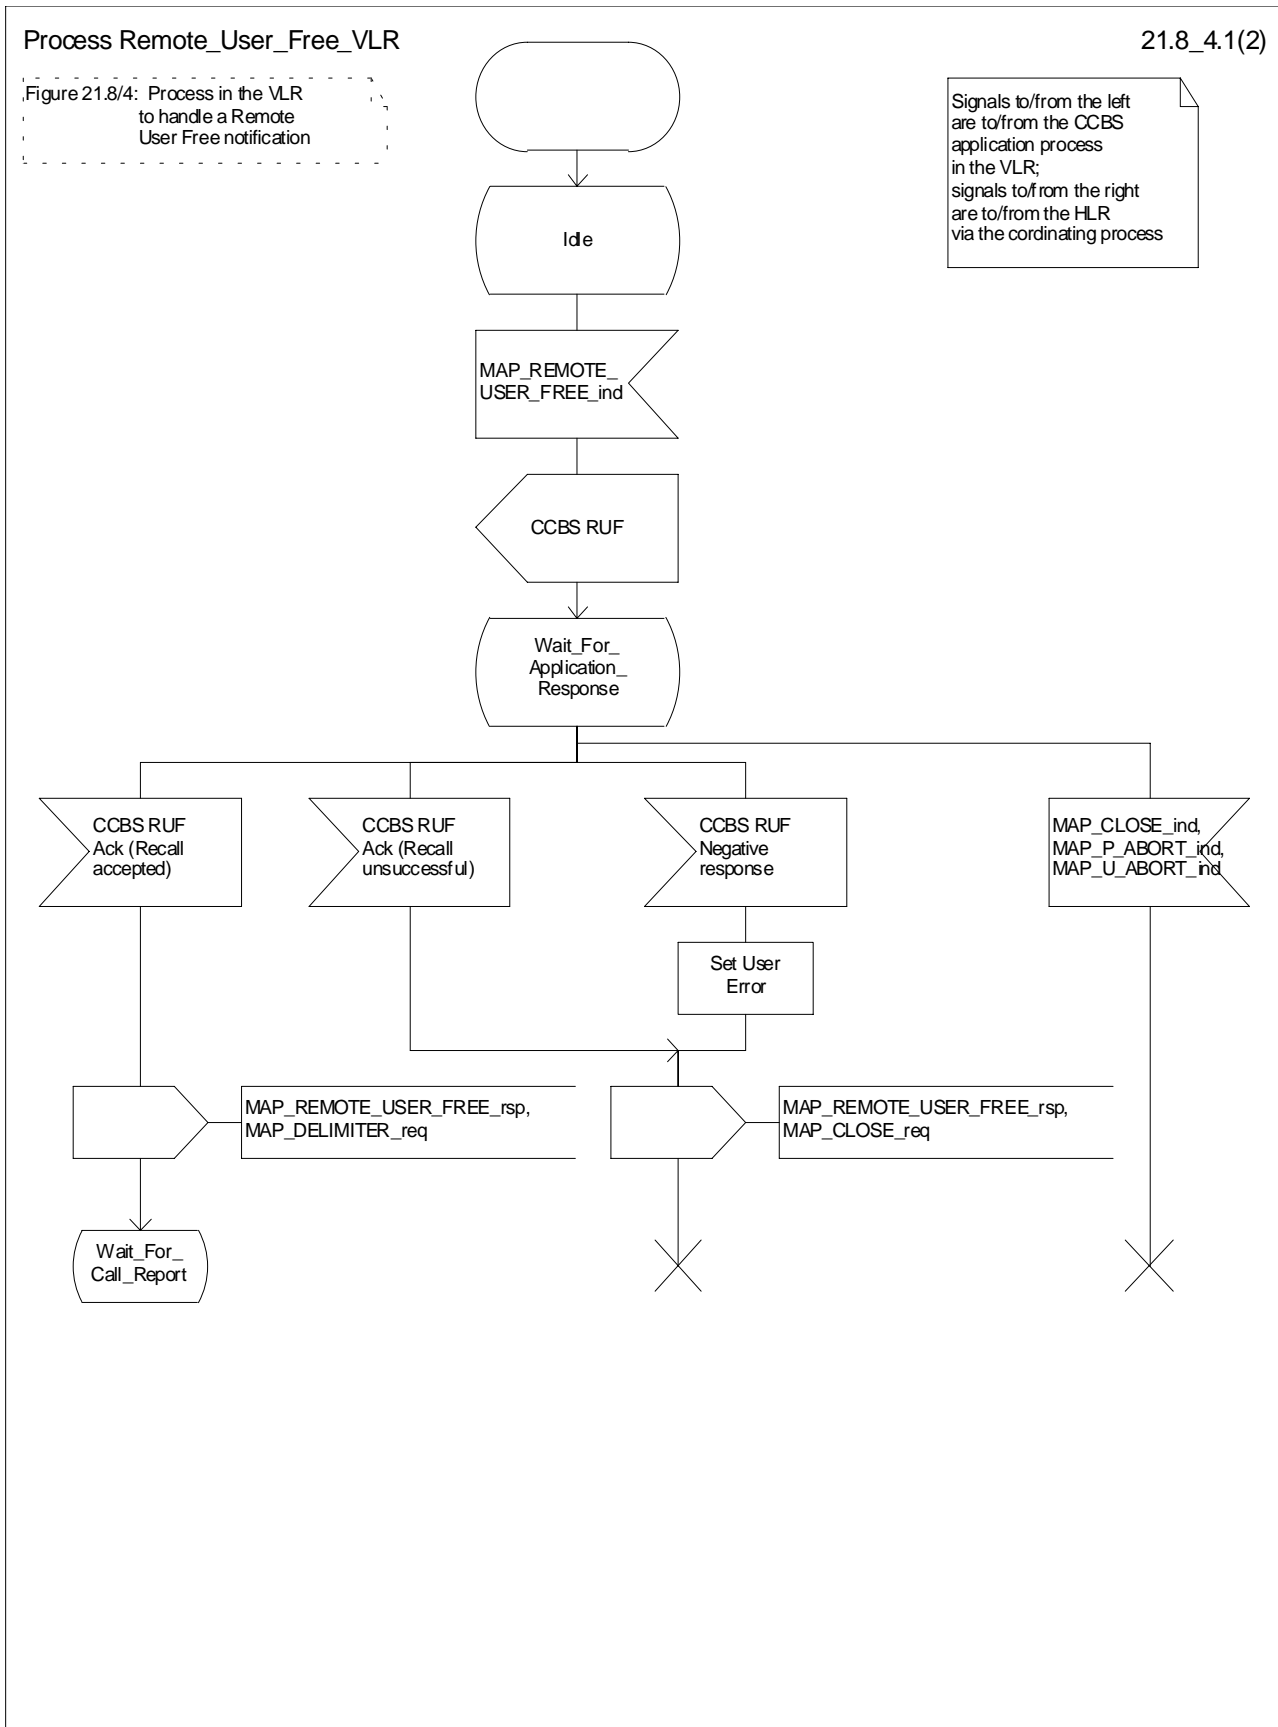 Process Remote_User_Free_VLR
21.8_4.1(2)
Figure 21.8/4: Process in the VLR
to handle a Remote
User Free notification
Signals to/from the left
are to/from the CCBS
application process
in the VLR;
signals to/from the right
are to/from the HLR
via the cordinating process
Idle
MAP_REMOTE_
USER_FREE_ind
CCBS RUF
Wait_For_
Application_
Response
CCBS RUF
Ack (Recall
accepted)
CCBS RUF
Ack (Recall
unsuccessful)
CCBS RUF
Negative
response
MAP_CLOSE_ind,
MAP_P_ABORT_ind,
MAP_U_ABORT_ind
Set User
Error
MAP_REMOTE_USER_FREE_rsp,
MAP_DELIMITER_req
MAP_REMOTE_USER_FREE_rsp,
MAP_CLOSE_req
Wait_For_
Call_Report